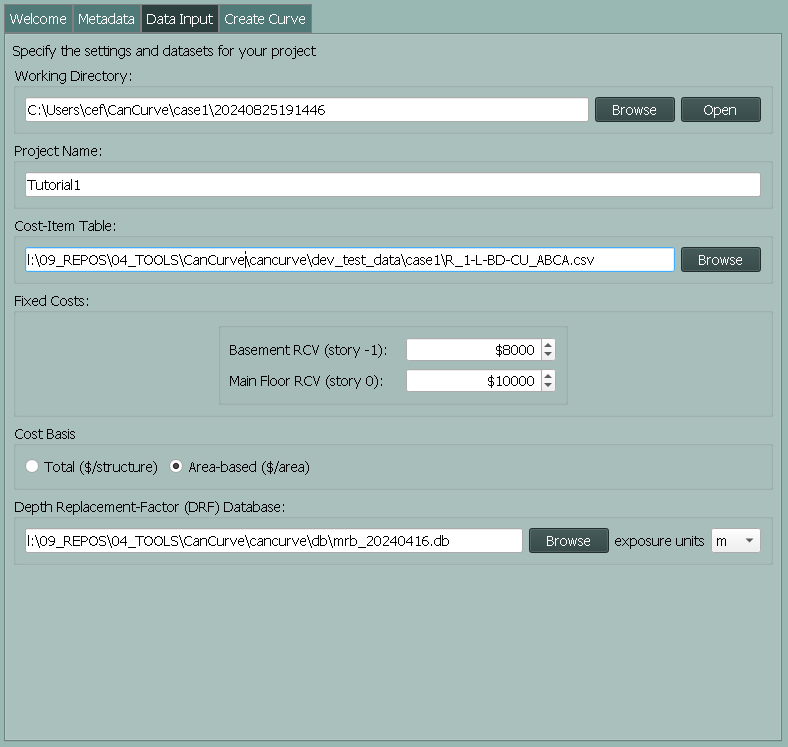 Welcome Metadata Data Input Create Curve
Specify the settings and datasets for your project
Working Directory:
C:\Users\cef\CanCurve\case1\20240825191446 Browse Open
Project Name:
Tutorial1
Cost-Item Table:
l:\09_REPOS\04_TOOLS\CanCurve\cancurve\dev_test_data\case1\R_1-L-BD-CU_ABCA.csv Browse
Fixed Costs:
Basement RCV (story -1): $8000
Main Floor RCV (story 0): $10000
Cost Basis
Total ($/structure) Area-based ($/area)
Depth Replacement-Factor (DRF) Database:
l:\09_REPOS\04_TOOLS\CanCurve\cancurve\db\mrb_20240416.db Browse exposure units m